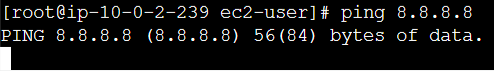 [root@ip-10-0-2-239 ec2-user]# ping 8.8.8.8
PING 8.8.8.8 (8.8.8.8) 56(84) bytes of data.